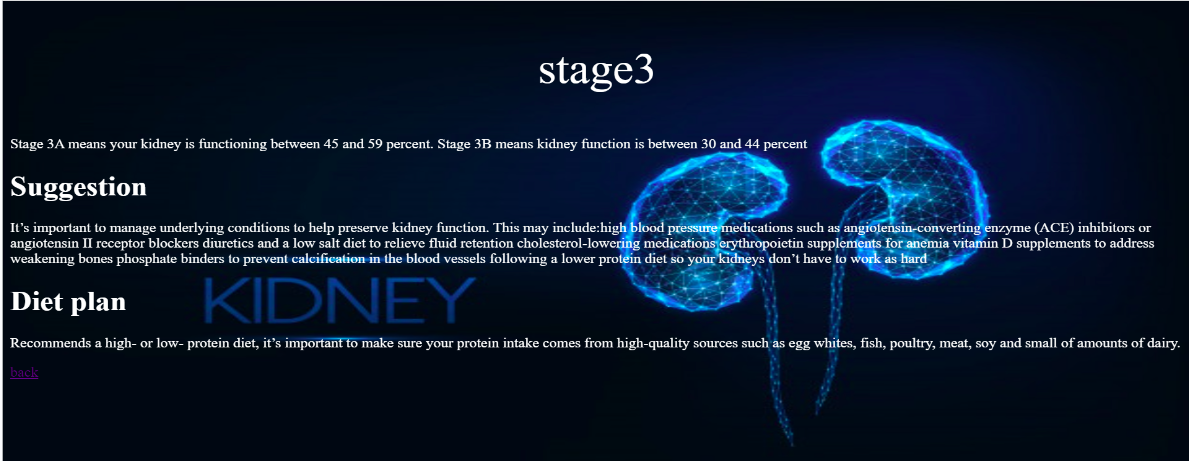 stage3
Stage 3A means your kidney is functioning between 45 and 59 percent. Stage 3B means kidney function is between 30 and 44 percent
Suggestion
It’s important to manage underlying conditions to help preserve kidney function. This may include:high blood pressure medications such as angiotensin-converting enzyme (ACE) inhibitors or
angiotensin II receptor blockers diuretics and a low salt diet to relieve fluid retention cholesterol-lowering medications erythropoietin supplements for anemia vitamin D supplements to address
weakening bones phosphate binders to prevent calcification in the blood vessels following a lower protein diet so your kidneys don’t have to work as hard
KIDNEY
Diet plan
Recommends a high- or low- protein diet, it’s important to make sure your protein intake comes from high-quality sources such as egg whites, fish, poultry, meat, soy and small of amounts of dairy.
back